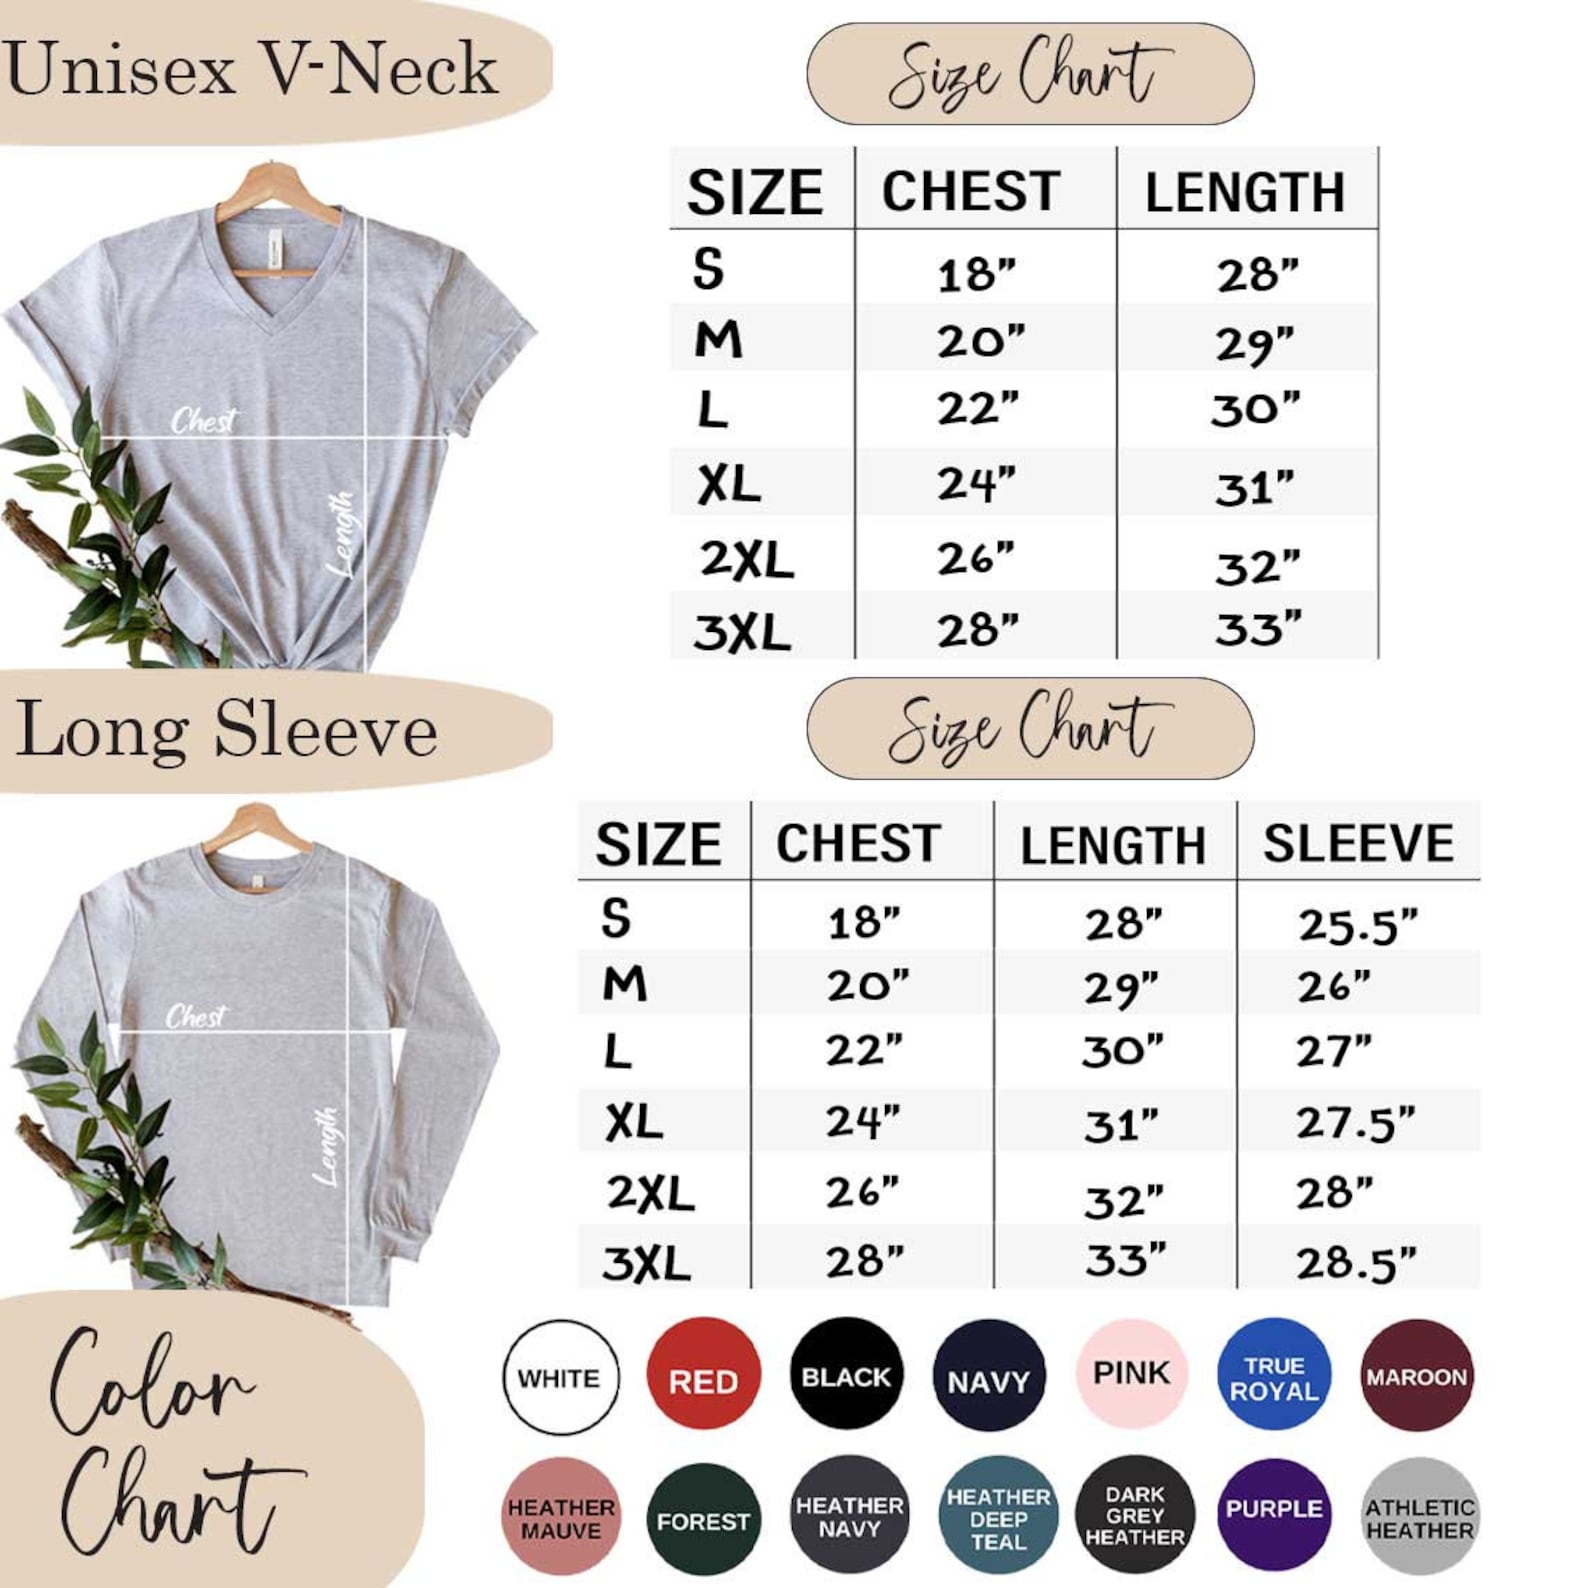 Unisex V-Neck
Size Chart
SIZE CHEST LENGTH
S 18” 28”
M 20” 29”
L 22” 30”
XL 24” 31”
2XL 26” 32”
3XL 28” 33”
Chest
Length
Long Sleeve
Size Chart
SIZE CHEST LENGTH SLEEVE
S 18” 28” 25.5”
M 20” 29” 26”
L 22” 30” 27”
XL 24” 31” 27.5”
2XL 26” 32” 28”
3XL 28” 33” 28.5”
Chest
Length
Color
Chart
WHITE
RED
BLACK
NAVY
PINK
TRUE
ROYAL
MAROON
HEATHER
MAUVE
FOREST
HEATHER
NAVY
HEATHER
DEEP
TEAL
DARK
GREY
HEATHER
PURPLE
ATHLETIC
HEATHER